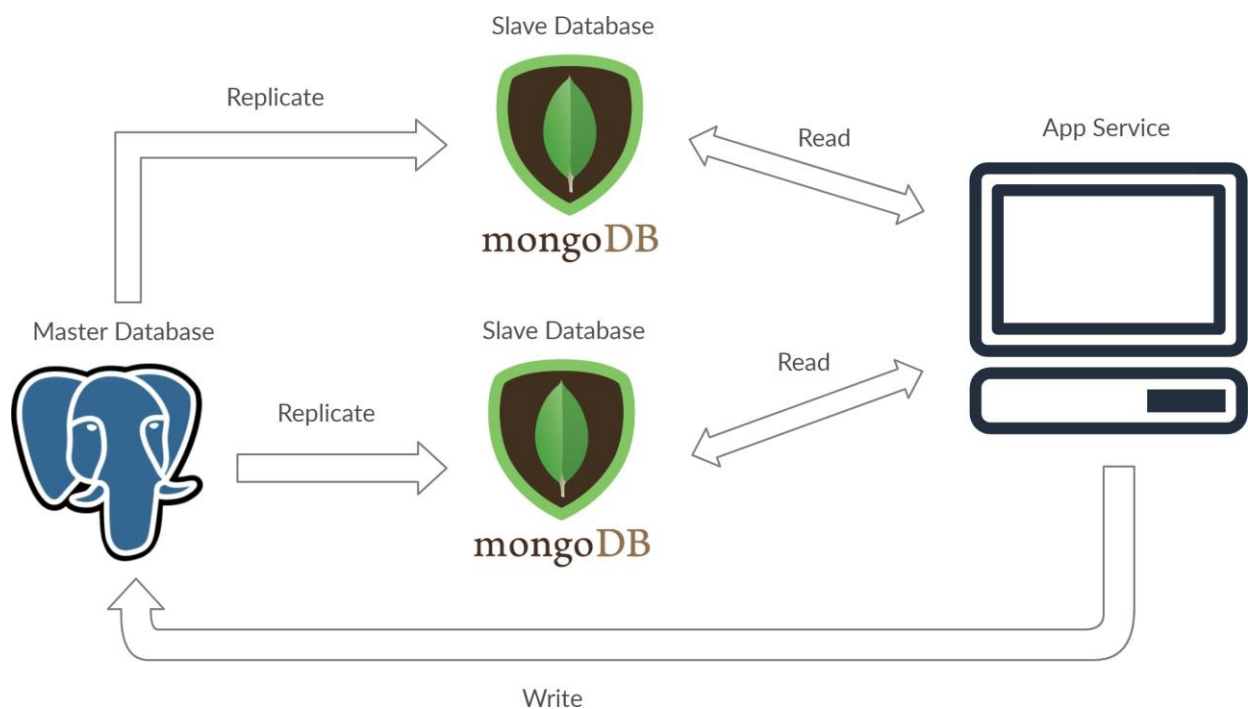 Slave Database
Replicate
mongoDB
Read
App Service
Master Database
Slave Database
Replicate
mongoDB
Read
Write